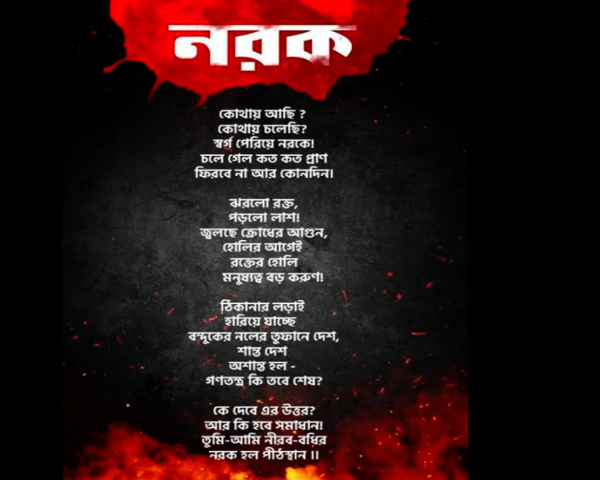 নরক
কোথায় আছি ?
কোথায় চলেছি?
স্বর্গ পেরিয়ে নরকে!
চলে গেল কত কত প্রাণ
ফিরবে না আর কোনদিন।
ঝরলো রক্ত,
পড়লো লাশ!
জ্বলছে ক্রোধের আগুন,
হোলির আগেই
রক্তের হোলি
মনুষ্যত্ব বড় করুণ!
ঠিকানার লড়াই
হারিয়ে যাচ্ছে
বন্দুকের নলের তুফানে দেশ,
শান্ত দেশ
অশান্ত হল -
গণতন্ত্র কি তবে শেষ?
কে দেবে এর উত্তর?
আর কি হবে সমাধান!
তুমি-আমি নীরব-বধির
নরক হল পীঠস্থান ।।